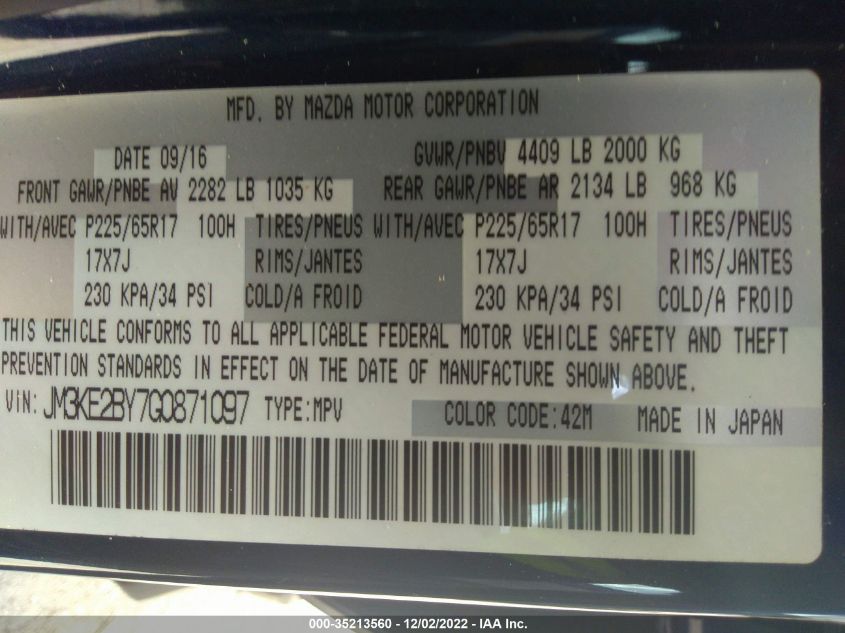 MFD. BY MAZDA MOTOR CORPORATION
DATE 09/16 GVWR/PNBV 4409 LB 2000 KG
FRONT GAWR/PNBE AV 2282 LB 1035 KG REAR GAWR/PNBE AR 2134 LB 968 KG
WITH/AVEC P225/65R17 100H TIRES/PNEUS WITH/AVEC P225/65R17 100H TIRES/PNEUS
17X7J RIMS/JANTES 17X7J RIMS/JANTES
230 KPA/34 PSI COLD/A FROID 230 KPA/34 PSI COLD/A FROID
THIS VEHICLE CONFORMS TO ALL APPLICABLE FEDERAL MOTOR VEHICLE SAFETY AND THEFT
PREVENTION STANDARDS IN EFFECT ON THE DATE OF MANUFACTURE SHOWN ABOVE.
VIN: JM3KE2BY7G0871097 TYPE:MPV COLOR CODE:42M MADE IN JAPAN
000-35213560 - 12/02/2022 - IAA Inc.